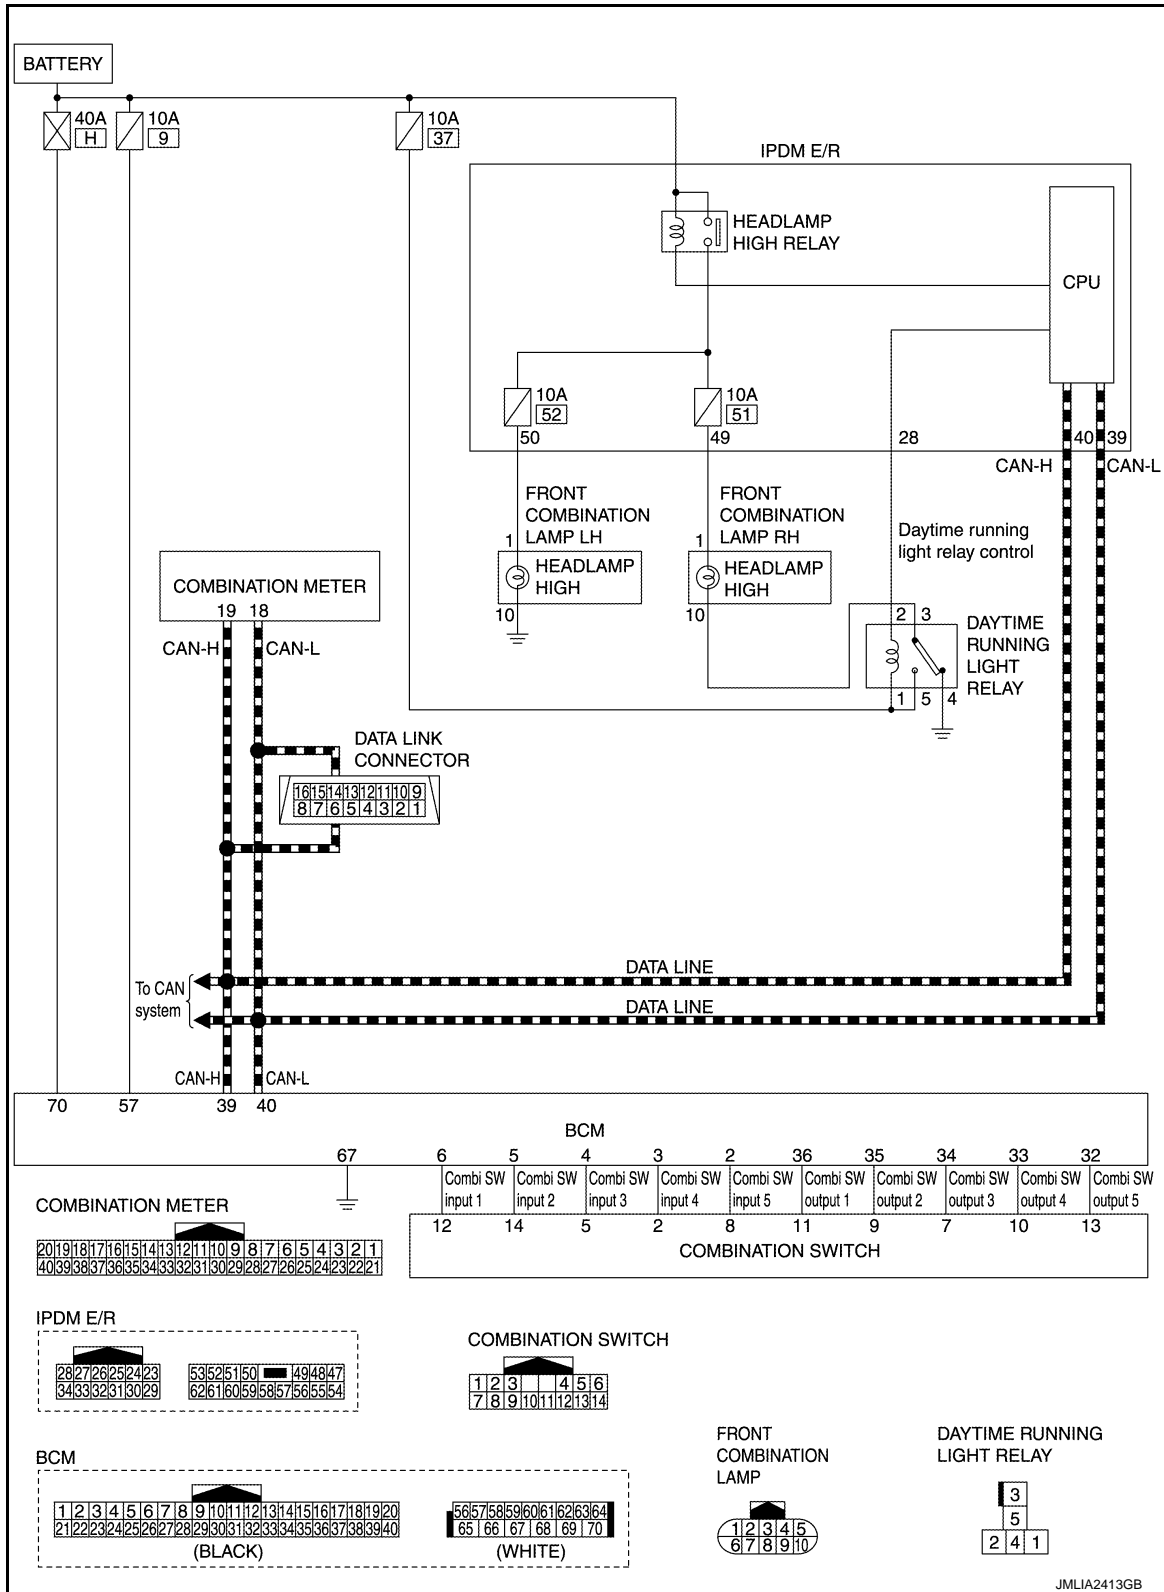 BATTERY
40A
H
10A
9
10A
37
IPDM E/R
HEADLAMP
HIGH RELAY
CPU
10A
52
10A
51
50
49
28
40
39
CAN-H
CAN-L
FRONT
COMBINATION
LAMP LH
FRONT
COMBINATION
LAMP RH
Daytime running
light relay control
1
HEADLAMP
HIGH
10
1
HEADLAMP
HIGH
10
COMBINATION METER
19 18
CAN-H
CAN-L
2 3
DAYTIME
RUNNING
LIGHT
RELAY
1 5 4
DATA LINK
CONNECTOR
16 15 14 13 12 11 10 9
8 7 6 5 4 3 2 1
DATA LINE
To CAN
system
DATA LINE
CAN-H
CAN-L
70 57 39 40
BCM
67 6 5 4 3 2 36 35 34 33 32
Combi SW
input 1
Combi SW
input 2
Combi SW
input 3
Combi SW
input 4
Combi SW
input 5
Combi SW
output 1
Combi SW
output 2
Combi SW
output 3
Combi SW
output 4
Combi SW
output 5
12 14 5 2 8 11 9 7 10 13
COMBINATION SWITCH
COMBINATION METER
20 19 18 17 16 15 14 13 12 11 10 9 8 7 6 5 4 3 2 1
40 39 38 37 36 35 34 33 32 31 30 29 28 27 26 25 24 23 22 21
IPDM E/R
28 27 26 25 24 23
34 33 32 31 30 29
53 52 51 50 49 48 47
62 61 60 59 58 57 56 55 54
COMBINATION SWITCH
1 2 3 4 5 6
7 8 9 10 11 12 13 14
BCM
1 2 3 4 5 6 7 8 9 10 11 12 13 14 15 16 17 18 19 20
21 22 23 24 25 26 27 28 29 30 31 32 33 34 35 36 37 38 39 40
(BLACK)
56 57 58 59 60 61 62 63 64
65 66 67 68 69 70
(WHITE)
FRONT
COMBINATION
LAMP
1 2 3 4 5
6 7 8 9 10
DAYTIME RUNNING
LIGHT RELAY
3
5
2 4 1
JMLIA2413GB